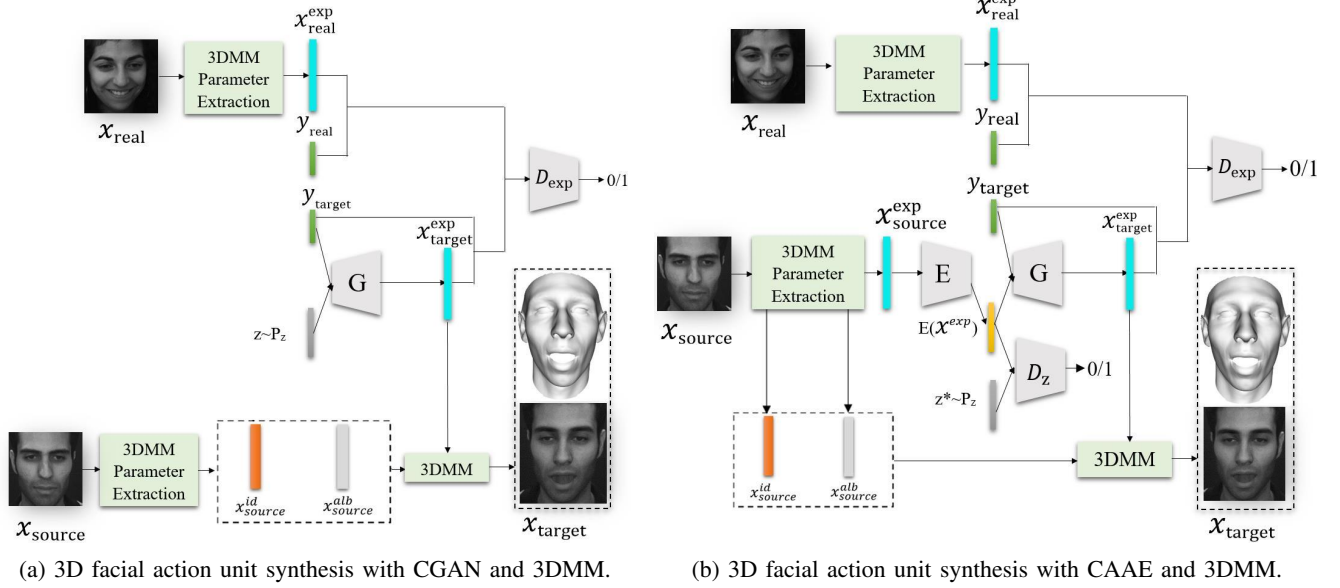 x_real^exp
3DMM
Parameter
Extraction
x_real
y_real
D_exp
0/1
y_target
x_target^exp
G
z~P_z
3DMM
Parameter
Extraction
x_source
x_source^id
x_source^alb
3DMM
x_target
(a) 3D facial action unit synthesis with CGAN and 3DMM.
x_real^exp
3DMM
Parameter
Extraction
x_real
y_real
D_exp
0/1
y_target
x_source^exp
x_target^exp
3DMM
Parameter
Extraction
E
G
x_source
E(x^exp)
D_z
0/1
z*~P_z
x_source^id
x_source^alb
3DMM
x_target
(b) 3D facial action unit synthesis with CAAE and 3DMM.